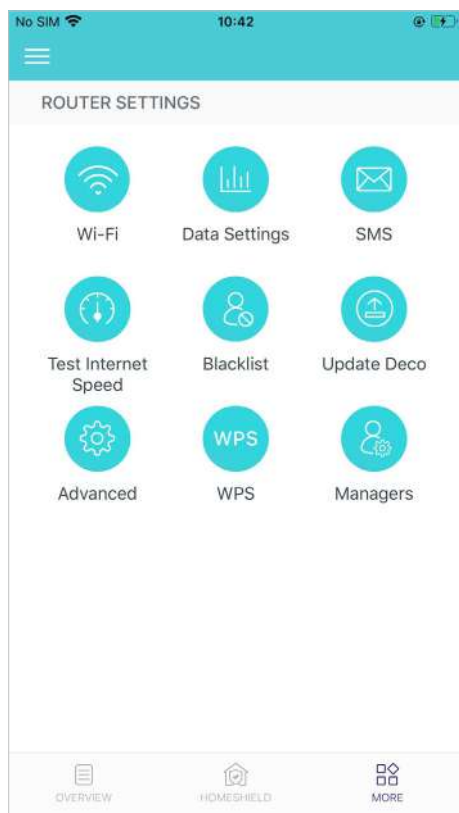 No SIM 10:42
ROUTER SETTINGS
Wi-Fi Data Settings SMS
Test Internet Speed Blacklist Update Deco
WPS
Advanced WPS Managers
OVERVIEW HOMESHIELD MORE